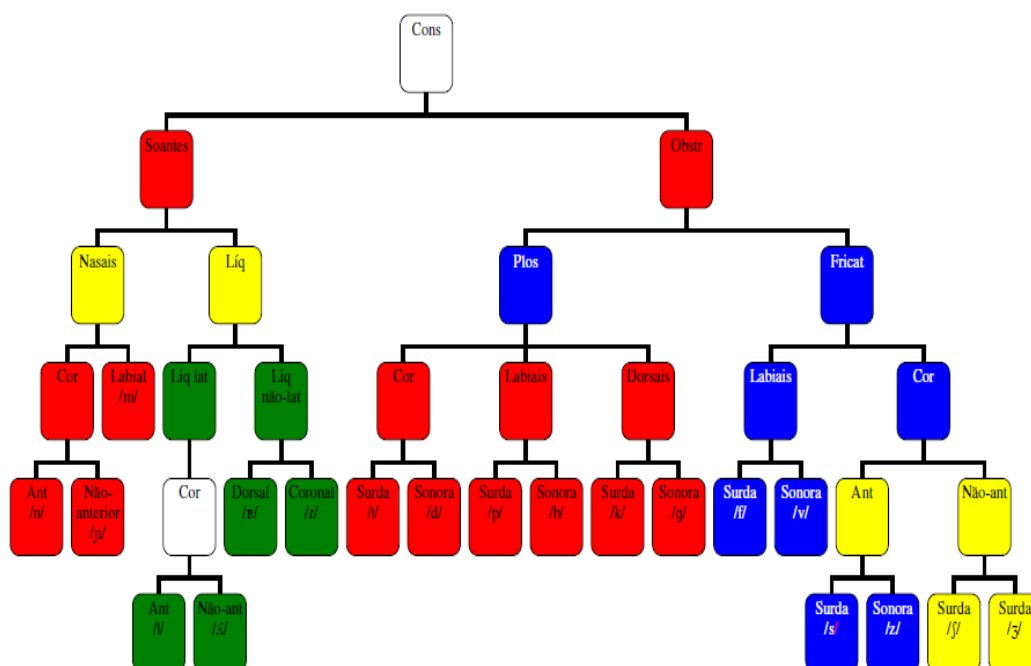 Cons
Soantes
Obstr
Nasais
Líq
Plos
Fricat
Cor
Labial
/m/
Líq lat
Líq
não-lat
Cor
Labiais
Dorsais
Labiais
Cor
Ant
/n/
Não-
anterior
/ɲ/
Cor
Dorsal
/ʀ/
Coronal
/ɾ/
Surda
/t/
Sonora
/d/
Surda
/p/
Sonora
/b/
Surda
/k/
Sonora
/g/
Surda
/f/
Sonora
/v/
Ant
Não-ant
Ant
/l/
Não-ant
/ʎ/
Surda
/s/
Sonora
/z/
Surda
/ʃ/
Surda
/ʒ/